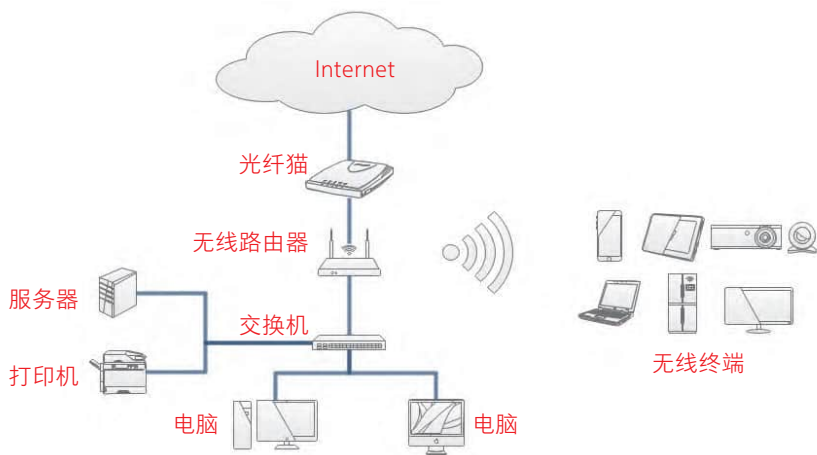 Internet
光纤猫
无线路由器
服务器
交换机
打印机
无线终端
电脑
电脑